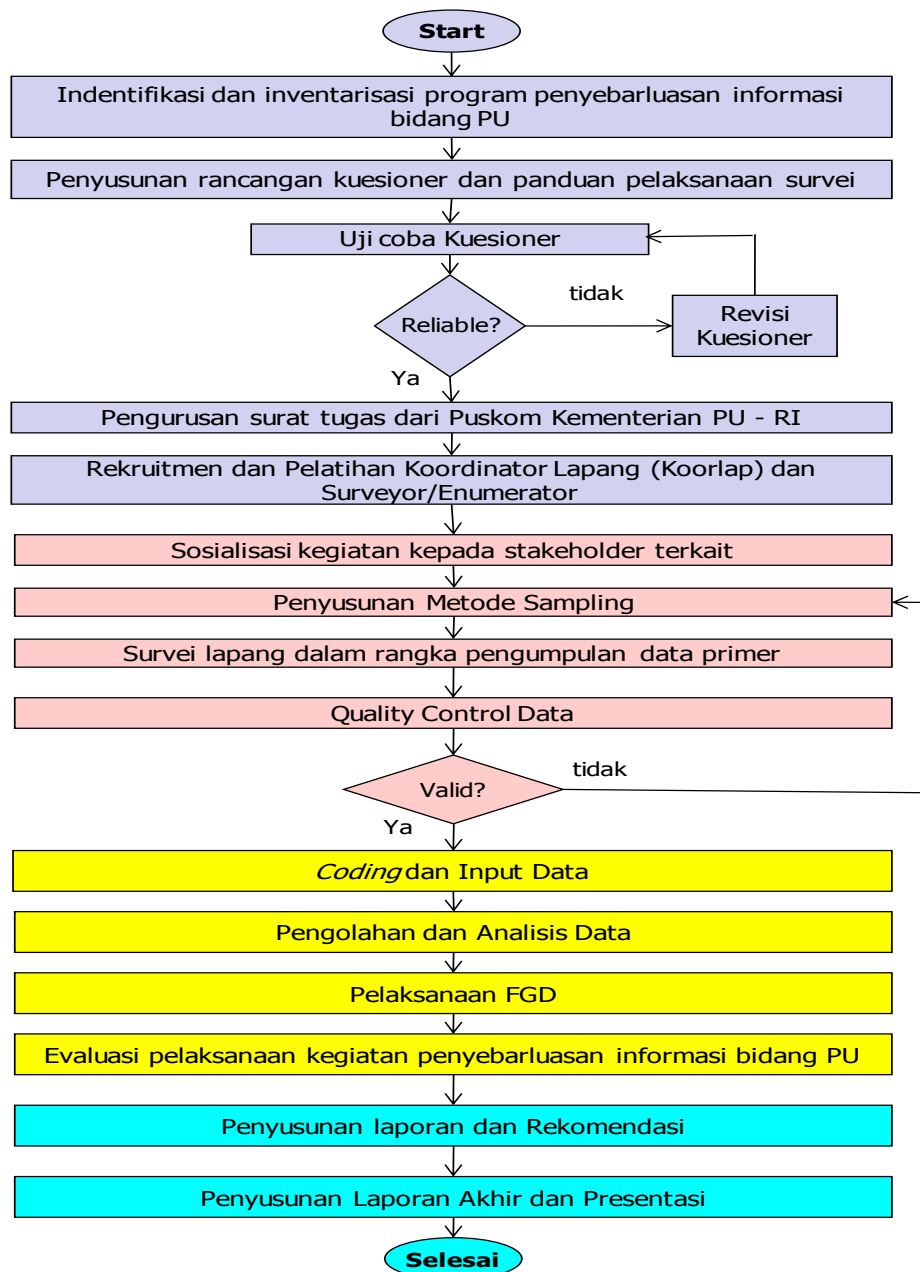 Start
Indentifikasi dan inventarisasi program penyebarluasan informasi
bidang PU
Penyusunan rancangan kuesioner dan panduan pelaksanaan survei
Uji coba Kuesioner
tidak
Reliable?
Revisi
Kuesioner
Ya
Pengurusan surat tugas dari Puskom Kementerian PU - RI
Rekruitmen dan Pelatihan Koordinator Lapang (Koorlap) dan
Surveyor/Enumerator
Sosialisasi kegiatan kepada stakeholder terkait
Penyusunan Metode Sampling
Survei lapang dalam rangka pengumpulan data primer
Quality Control Data
tidak
Valid?
Ya
Coding dan Input Data
Pengolahan dan Analisis Data
Pelaksanaan FGD
Evaluasi pelaksanaan kegiatan penyebarluasan informasi bidang PU
Penyusunan laporan dan Rekomendasi
Penyusunan Laporan Akhir dan Presentasi
Selesai